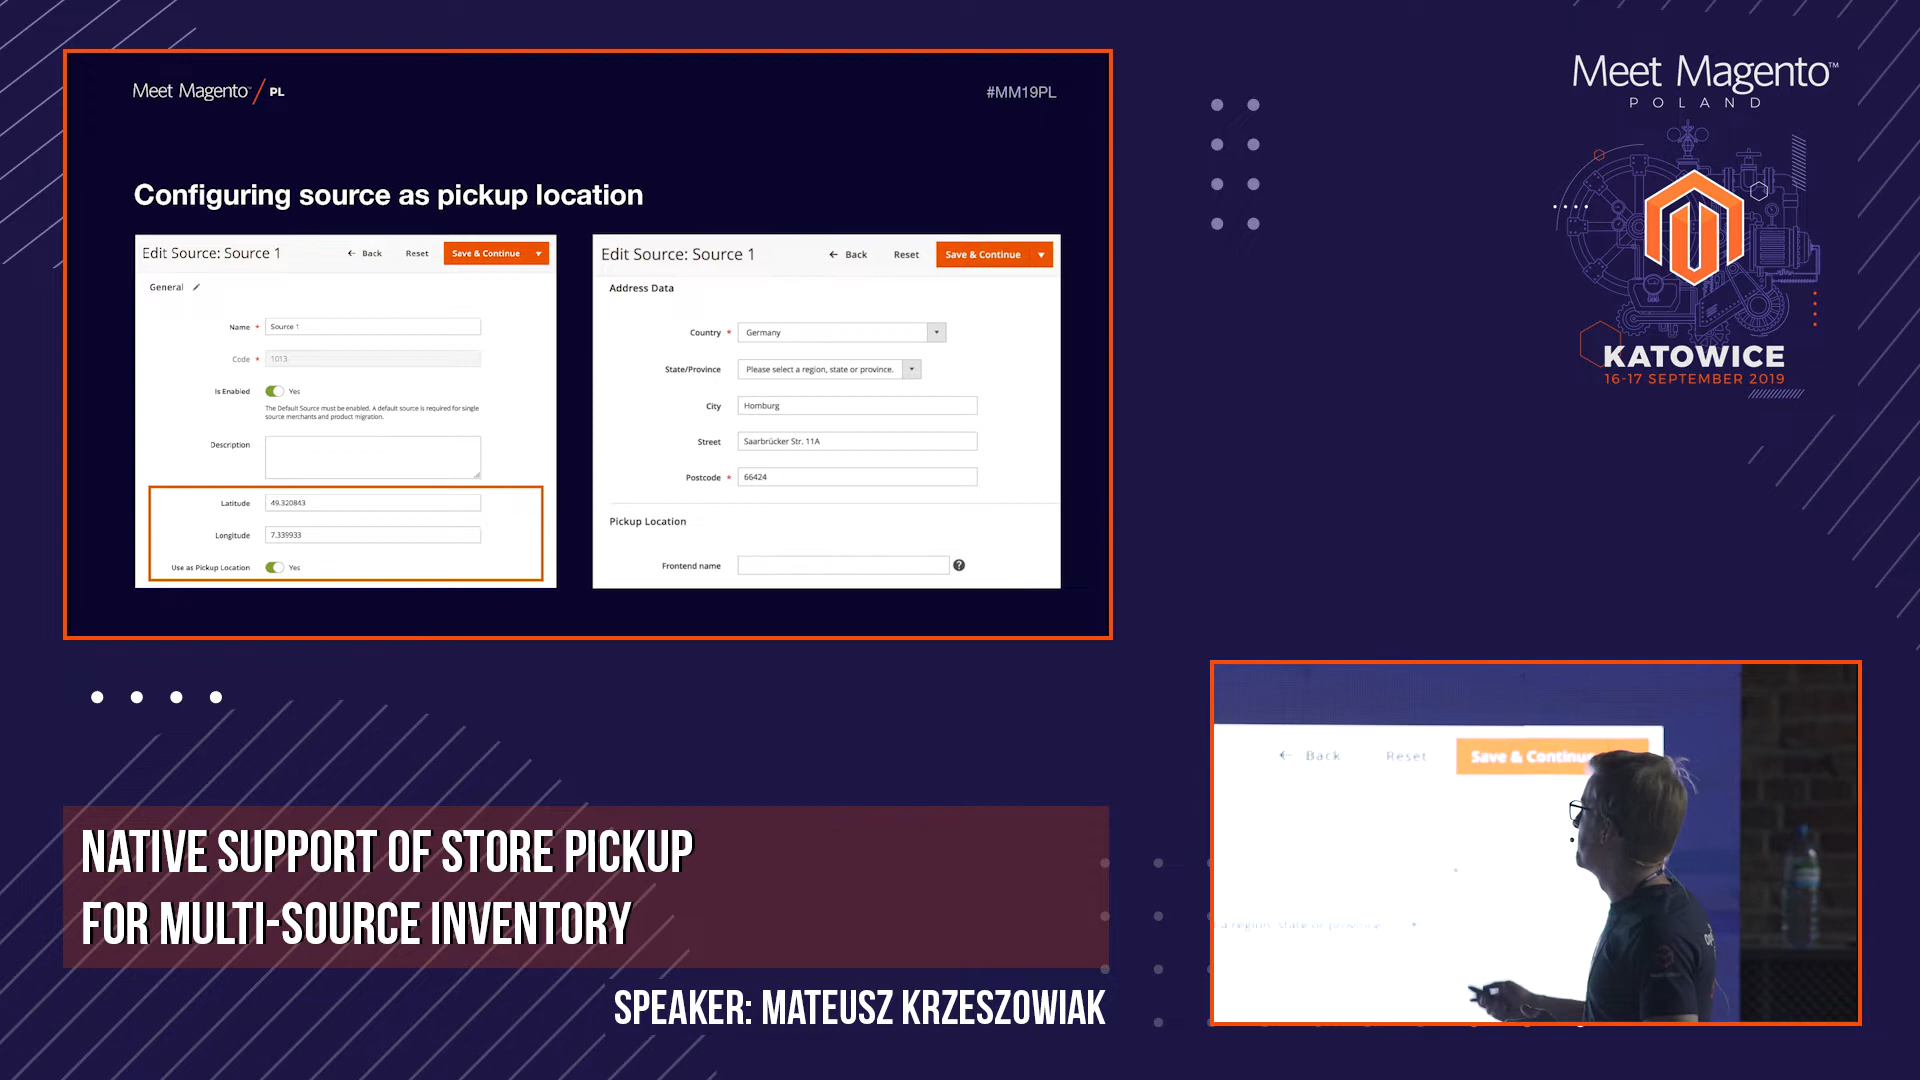 Meet Magento / PL
#MM19PL
Configuring source as pickup location
Edit Source: Source 1
← Back
Reset
Save & Continue
General
Name *
Source 1
Code *
1013
Is Enabled
Yes
The Default Source must be enabled. A default source is required for single
source merchants and product migration.
Description
Latitude
49.320843
Longitude
7.339933
Use as Pickup Location
Yes
Edit Source: Source 1
← Back
Reset
Save & Continue
Address Data
Country *
Germany
State/Province
Please select a region, state or province.
City
Homburg
Street
Saarbrücker Str. 11A
Postcode *
66424
Pickup Location
Frontend name
?
Meet Magento™
POLAND
KATOWICE
16-17 SEPTEMBER 2019
← Back
Reset
Save & Continue
a region, state or province
NATIVE SUPPORT OF STORE PICKUP
FOR MULTI-SOURCE INVENTORY
SPEAKER: MATEUSZ KRZESZOWIAK